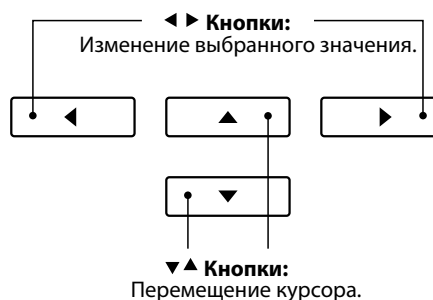 ◀ ▶ Кнопки:
Изменение выбранного значения.
▼▲ Кнопки:
Перемещение курсора.